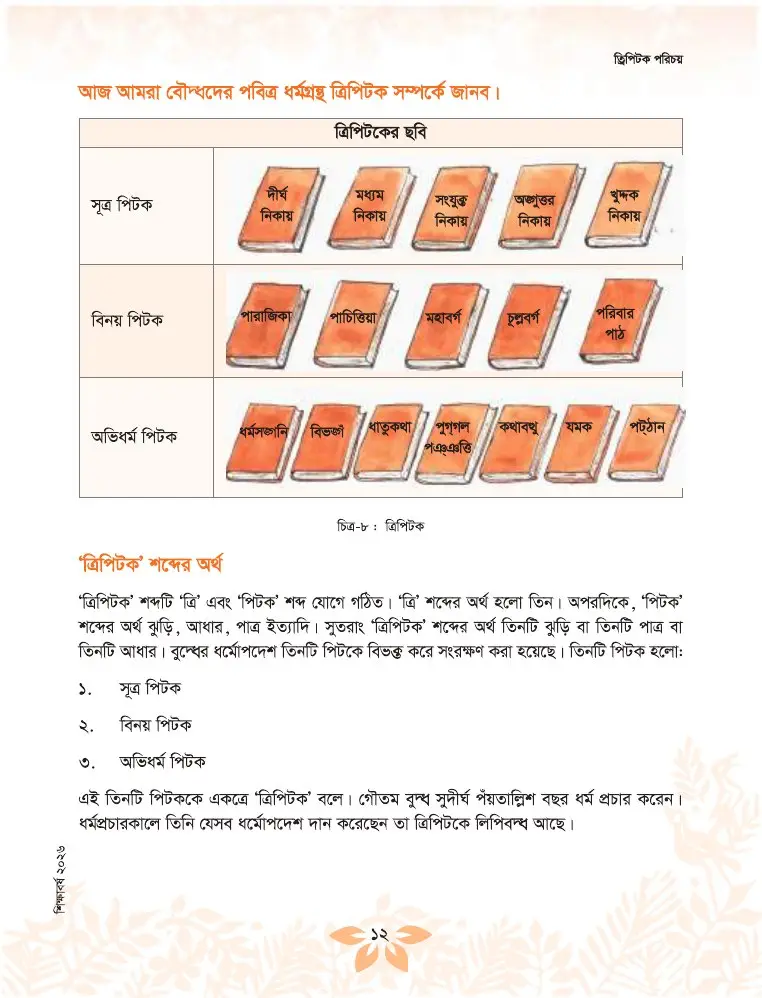 ত্রিপিটক পরিচয়
আজ আমরা বৌদ্ধদের পবিত্র ধর্মগ্রন্থ ত্রিপিটক সম্পর্কে জানব।
ত্রিপিটকের ছবি
সূত্র পিটক
দীর্ঘ নিকায়
মধ্যম নিকায়
সংযুক্ত নিকায়
অঙ্গুত্তর নিকায়
খুদ্দক নিকায়
বিনয় পিটক
পারাজিকা
পাচিত্তিয়া
মহাবর্গ
চূল্লবর্গ
পরিবার পাঠ
অভিধর্ম পিটক
ধর্মসঙ্গানি
বিভঙ্গ
ধাতুকথা
পুগ্‌গল পঞ্ঞত্তি
কথাবত্থু
যমক
পট্ঠান
চিত্র-৮ : ত্রিপিটক
‘ত্রিপিটক’ শব্দের অর্থ
‘ত্রিপিটক’ শব্দটি ‘ত্রি’ এবং ‘পিটক’ শব্দ যোগে গঠিত। ‘ত্রি’ শব্দের অর্থ হলো তিন। অপরদিকে, ‘পিটক’
শব্দের অর্থ ঝুড়ি, আধার, পাত্র ইত্যাদি। সুতরাং ‘ত্রিপিটক’ শব্দের অর্থ তিনটি ঝুড়ি বা তিনটি পাত্র বা
তিনটি আধার। বুদ্ধের ধর্মোপদেশ তিনটি পিটকে বিভক্ত করে সংরক্ষণ করা হয়েছে। তিনটি পিটক হলো:
১. সূত্র পিটক
২. বিনয় পিটক
৩. অভিধর্ম পিটক
এই তিনটি পিটককে একত্রে ‘ত্রিপিটক’ বলে। গৌতম বুদ্ধ সুদীর্ঘ পঁয়তাল্লিশ বছর ধর্ম প্রচার করেন।
ধর্মপ্রচারকালে তিনি যেসব ধর্মোপদেশ দান করেছেন তা ত্রিপিটকে লিপিবদ্ধ আছে।
শিক্ষাবর্ষ ২০২৬
১২